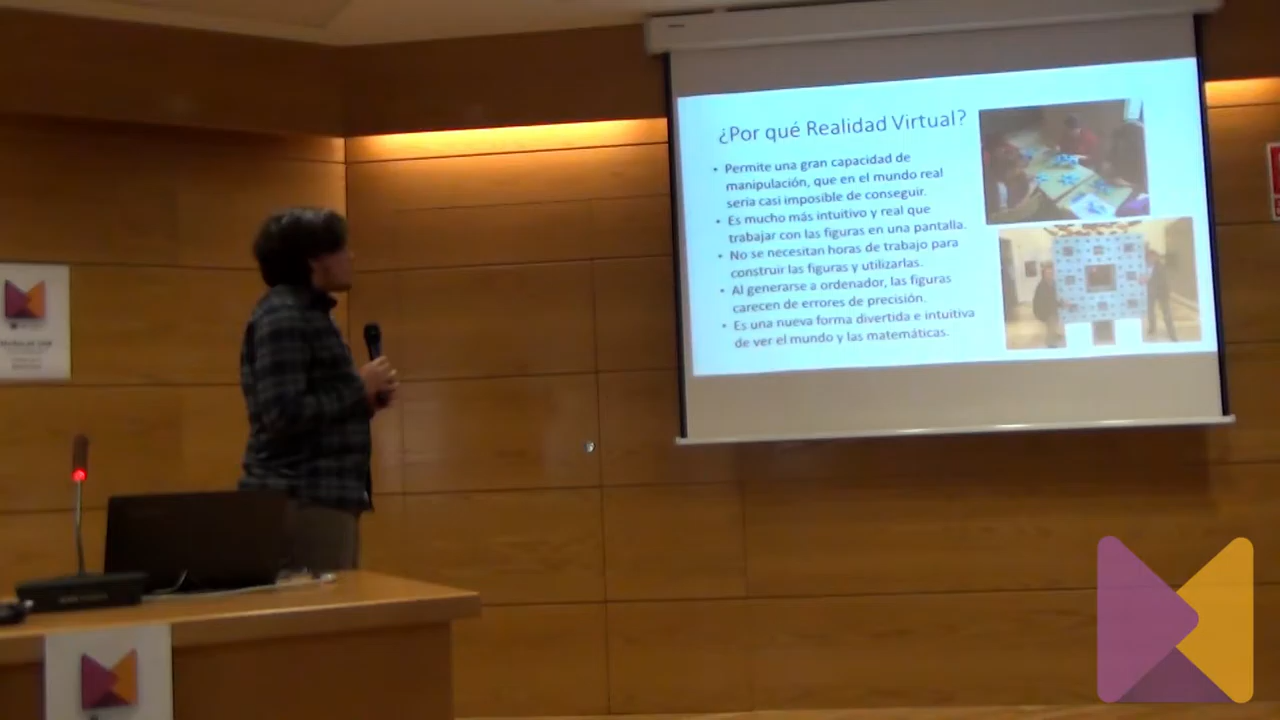 ¿Por qué Realidad Virtual?
• Permite una gran capacidad de
manipulación, que en el mundo real
sería casi imposible de conseguir.
• Es mucho más intuitivo y real que
trabajar con las figuras en una pantalla.
• No se necesitan horas de trabajo para
construir las figuras y utilizarlas.
• Al generarse a ordenador, las figuras
carecen de errores de precisión.
• Es una nueva forma divertida e intuitiva
de ver el mundo y las matemáticas.